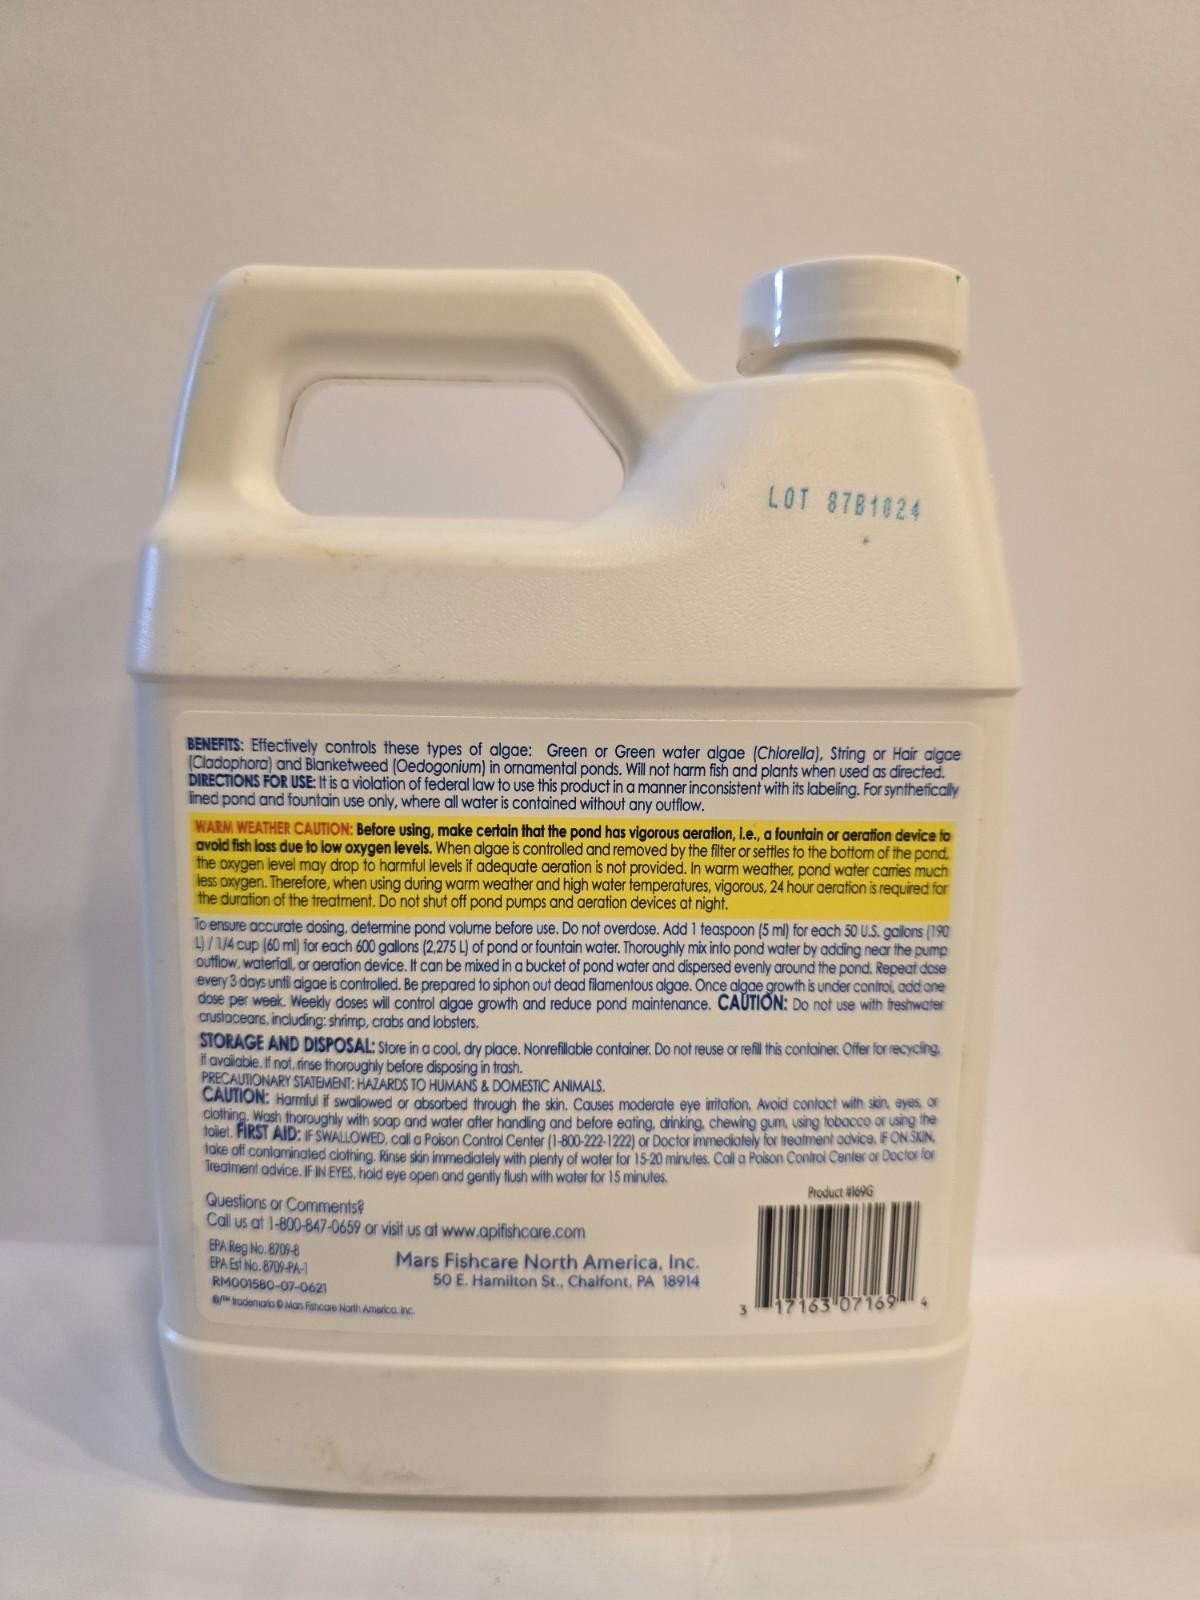 LOT 87B1024
BENEFITS: Effectively controls these types of algae: Green or Green water algae (Chlorella), String or Hair algae
(Cladophora) and Blanketweed (Oedogonium) in ornamental ponds. Will not harm fish and plants when used as directed.
DIRECTIONS FOR USE: It is a violation of federal law to use this product in a manner inconsistent with its labeling. For synthetically
lined pond and fountain use only, where all water is contained without any outflow.
WARM WEATHER CAUTION: Before using, make certain that the pond has vigorous aeration, i.e., a fountain or aeration device to
avoid fish loss due to low oxygen levels. When algae is controlled and removed by the filter or settles to the bottom of the pond,
the oxygen level may drop to harmful levels if adequate aeration is not provided. In warm weather, pond water carries much
less oxygen. Therefore, when using during warm weather and high water temperatures, vigorous, 24 hour aeration is required for
the duration of the treatment. Do not shut off pond pumps and aeration devices at night.
To ensure accurate dosing, determine pond volume before use. Do not overdose. Add 1 teaspoon (5 ml) for each 50 U.S. gallons (190
L) / 1/4 cup (60 ml) for each 600 gallons (2,275 L) of pond or fountain water. Thoroughly mix into pond water by adding near the pump
outflow, waterfall, or aeration device. It can be mixed in a bucket of pond water and dispersed evenly around the pond. Repeat dose
every 3 days until algae is controlled. Be prepared to siphon out dead filamentous algae. Once algae growth is under control, add one
dose per week. Weekly doses will control algae growth and reduce pond maintenance. CAUTION: Do not use with freshwater
crustaceans, including: shrimp, crabs and lobsters.
STORAGE AND DISPOSAL: Store in a cool, dry place. Nonrefillable container. Do not reuse or refill this container. Offer for recycling,
if available. If not, rinse thoroughly before disposing in trash.
PRECAUTIONARY STATEMENT: HAZARDS TO HUMANS & DOMESTIC ANIMALS.
CAUTION: Harmful if swallowed or absorbed through the skin. Causes moderate eye irritation. Avoid contact with skin, eyes, or
clothing. Wash thoroughly with soap and water after handling and before eating, drinking, chewing gum, using tobacco or using the
toilet. FIRST AID: IF SWALLOWED, call a Poison Control Center (1-800-222-1222) or Doctor immediately for treatment advice. IF ON SKIN,
take off contaminated clothing. Rinse skin immediately with plenty of water for 15-20 minutes. Call a Poison Control Center or Doctor for
Treatment advice. IF IN EYES, hold eye open and gently flush with water for 15 minutes.
Questions or Comments?
Call us at 1-800-847-0659 or visit us at www.apifishcare.com
EPA Reg No. 8709-8
EPA Est No. 8709-PA-1
RM001580-07-0621
®/™ trademarks © Mars Fishcare North America, Inc.
Mars Fishcare North America, Inc.
50 E. Hamilton St., Chalfont, PA 18914
Product #169G
3 17163 07169 4